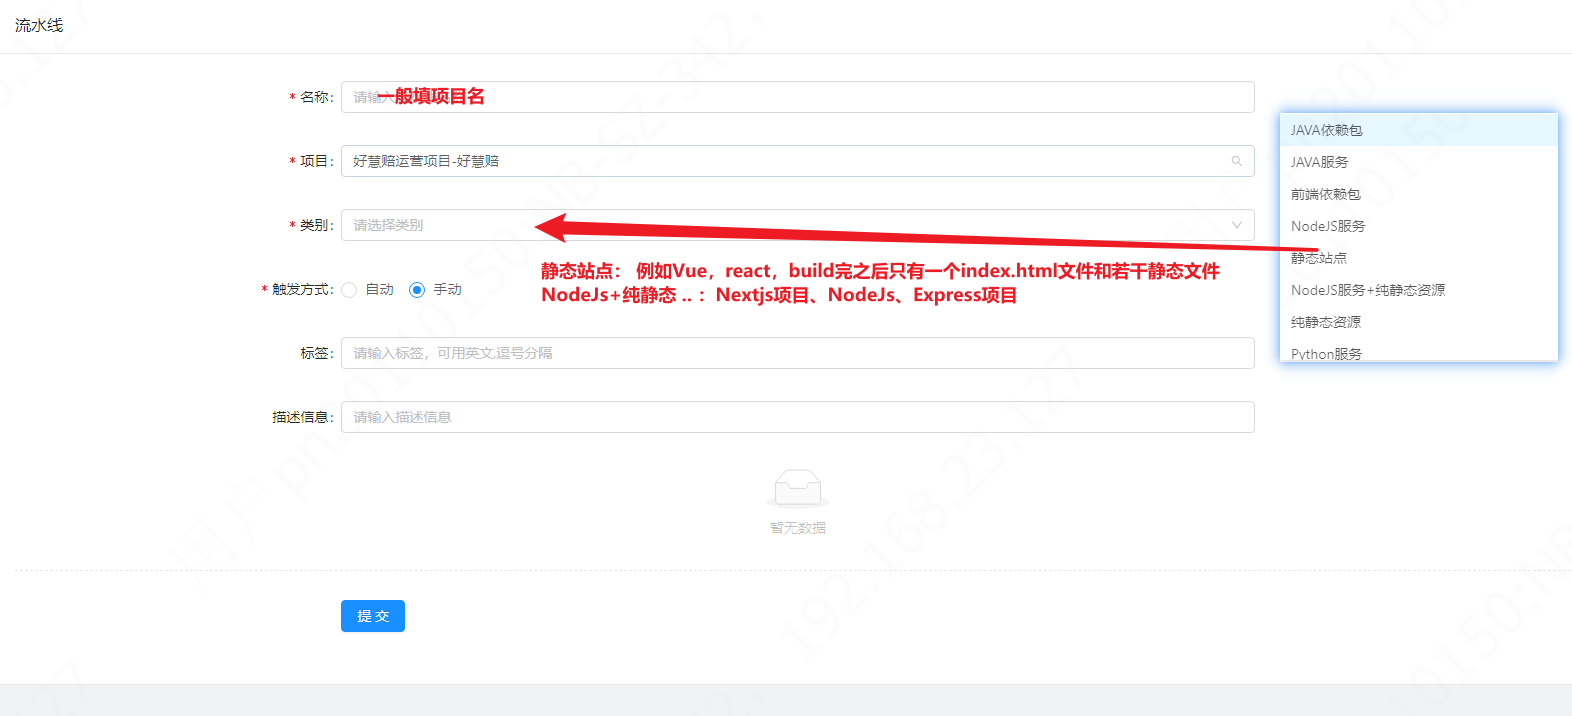 流水线
* 名称: 请输入 一般填项目名
* 项目: 好慧赔运营项目-好慧赔
* 类别: 请选择类别
静态站点： 例如Vue，react，build完之后只有一个index.html文件和若干静态文件
NodeJs+纯静态 ..： Nextjs项目、NodeJs、Express项目
* 触发方式: 自动 手动
标签: 请输入标签，可用英文,逗号分隔
描述信息: 请输入描述信息
暂无数据
提 交
JAVA依赖包
JAVA服务
前端依赖包
NodeJS服务
静态站点
NodeJS服务+纯静态资源
纯静态资源
Python服务
192.168.23.127